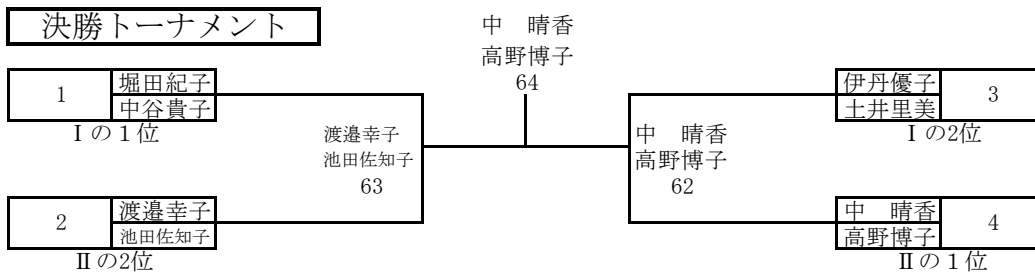 決勝トーナメント
中　晴香
高野博子
64
1
堀田紀子
中谷貴子
Ⅰの１位
伊丹優子
土井里美
3
Ⅰの2位
渡邉幸子
池田佐知子
63
中　晴香
高野博子
62
2
渡邉幸子
池田佐知子
Ⅱの2位
中　晴香
高野博子
4
Ⅱの１位